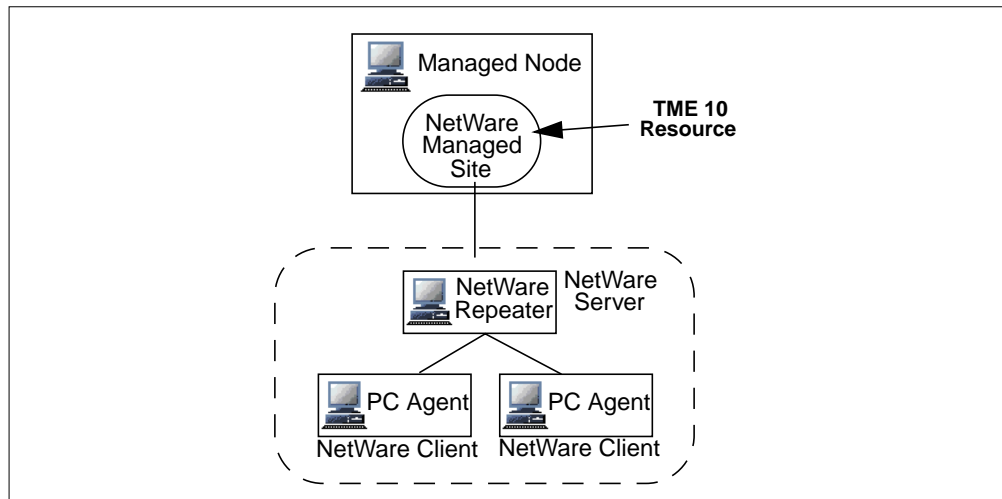 Managed Node
NetWare
Managed
Site
TME 10
Resource
NetWare
Repeater
NetWare
Server
PC Agent
PC Agent
NetWare Client
NetWare Client